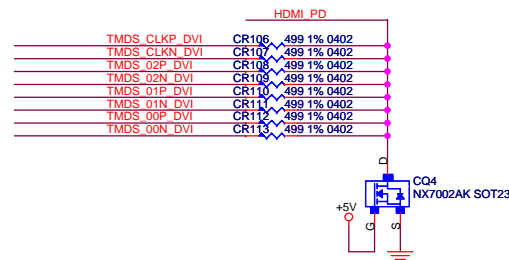 HDMI_PD
TMDS_CLKP_DVI CR106 499 1% 0402
TMDS_CLKN_DVI CR107 499 1% 0402
TMDS_02P_DVI CR108 499 1% 0402
TMDS_02N_DVI CR109 499 1% 0402
TMDS_01P_DVI CR110 499 1% 0402
TMDS_01N_DVI CR111 499 1% 0402
TMDS_00P_DVI CR112 499 1% 0402
TMDS_00N_DVI CR113 499 1% 0402
D
CQ4
NX7002AK SOT23
+5V
G
S